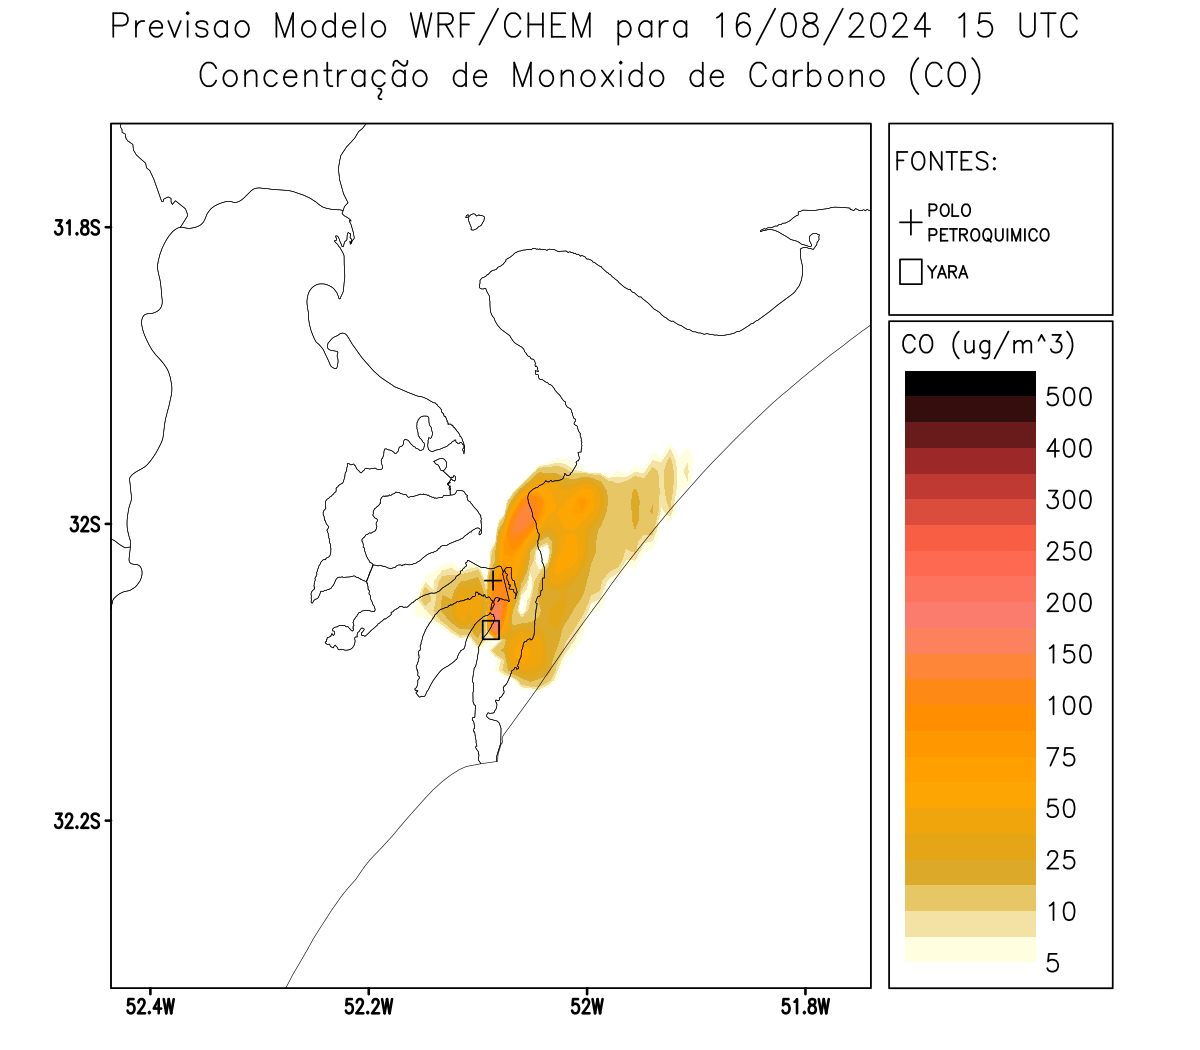 Previsao Modelo WRF/CHEM para 16/08/2024 15 UTC
Concentração de Monoxido de Carbono (CO)
FONTES:
POLO
PETROQUIMICO
YARA
31.8S
32S
32.2S
52.4W
52.2W
52W
51.8W
CO (ug/m^3)
500
400
300
250
200
150
100
75
50
25
10
5